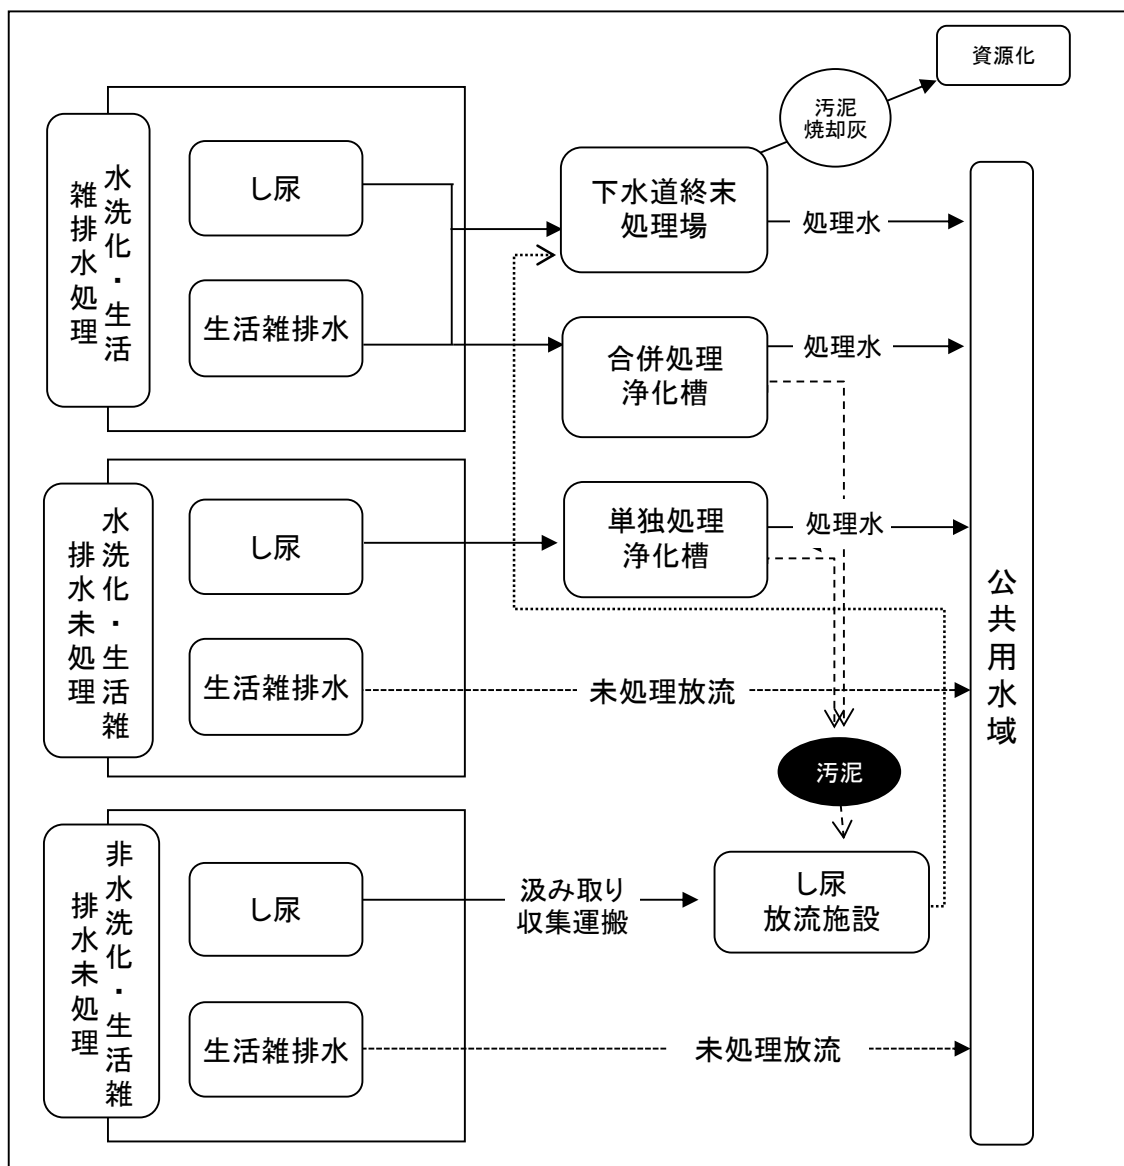 資源化
汚泥
焼却灰
水洗化・生活
雑排水処理
し尿
生活雑排水
下水道終末
処理場
処理水
合併処理
浄化槽
処理水
水洗化・生活雑
排水未処理
し尿
生活雑排水
単独処理
浄化槽
処理水
未処理放流
汚泥
公共用水域
非水洗化・生活雑
排水未処理
し尿
生活雑排水
汲み取り
収集運搬
し尿
放流施設
未処理放流